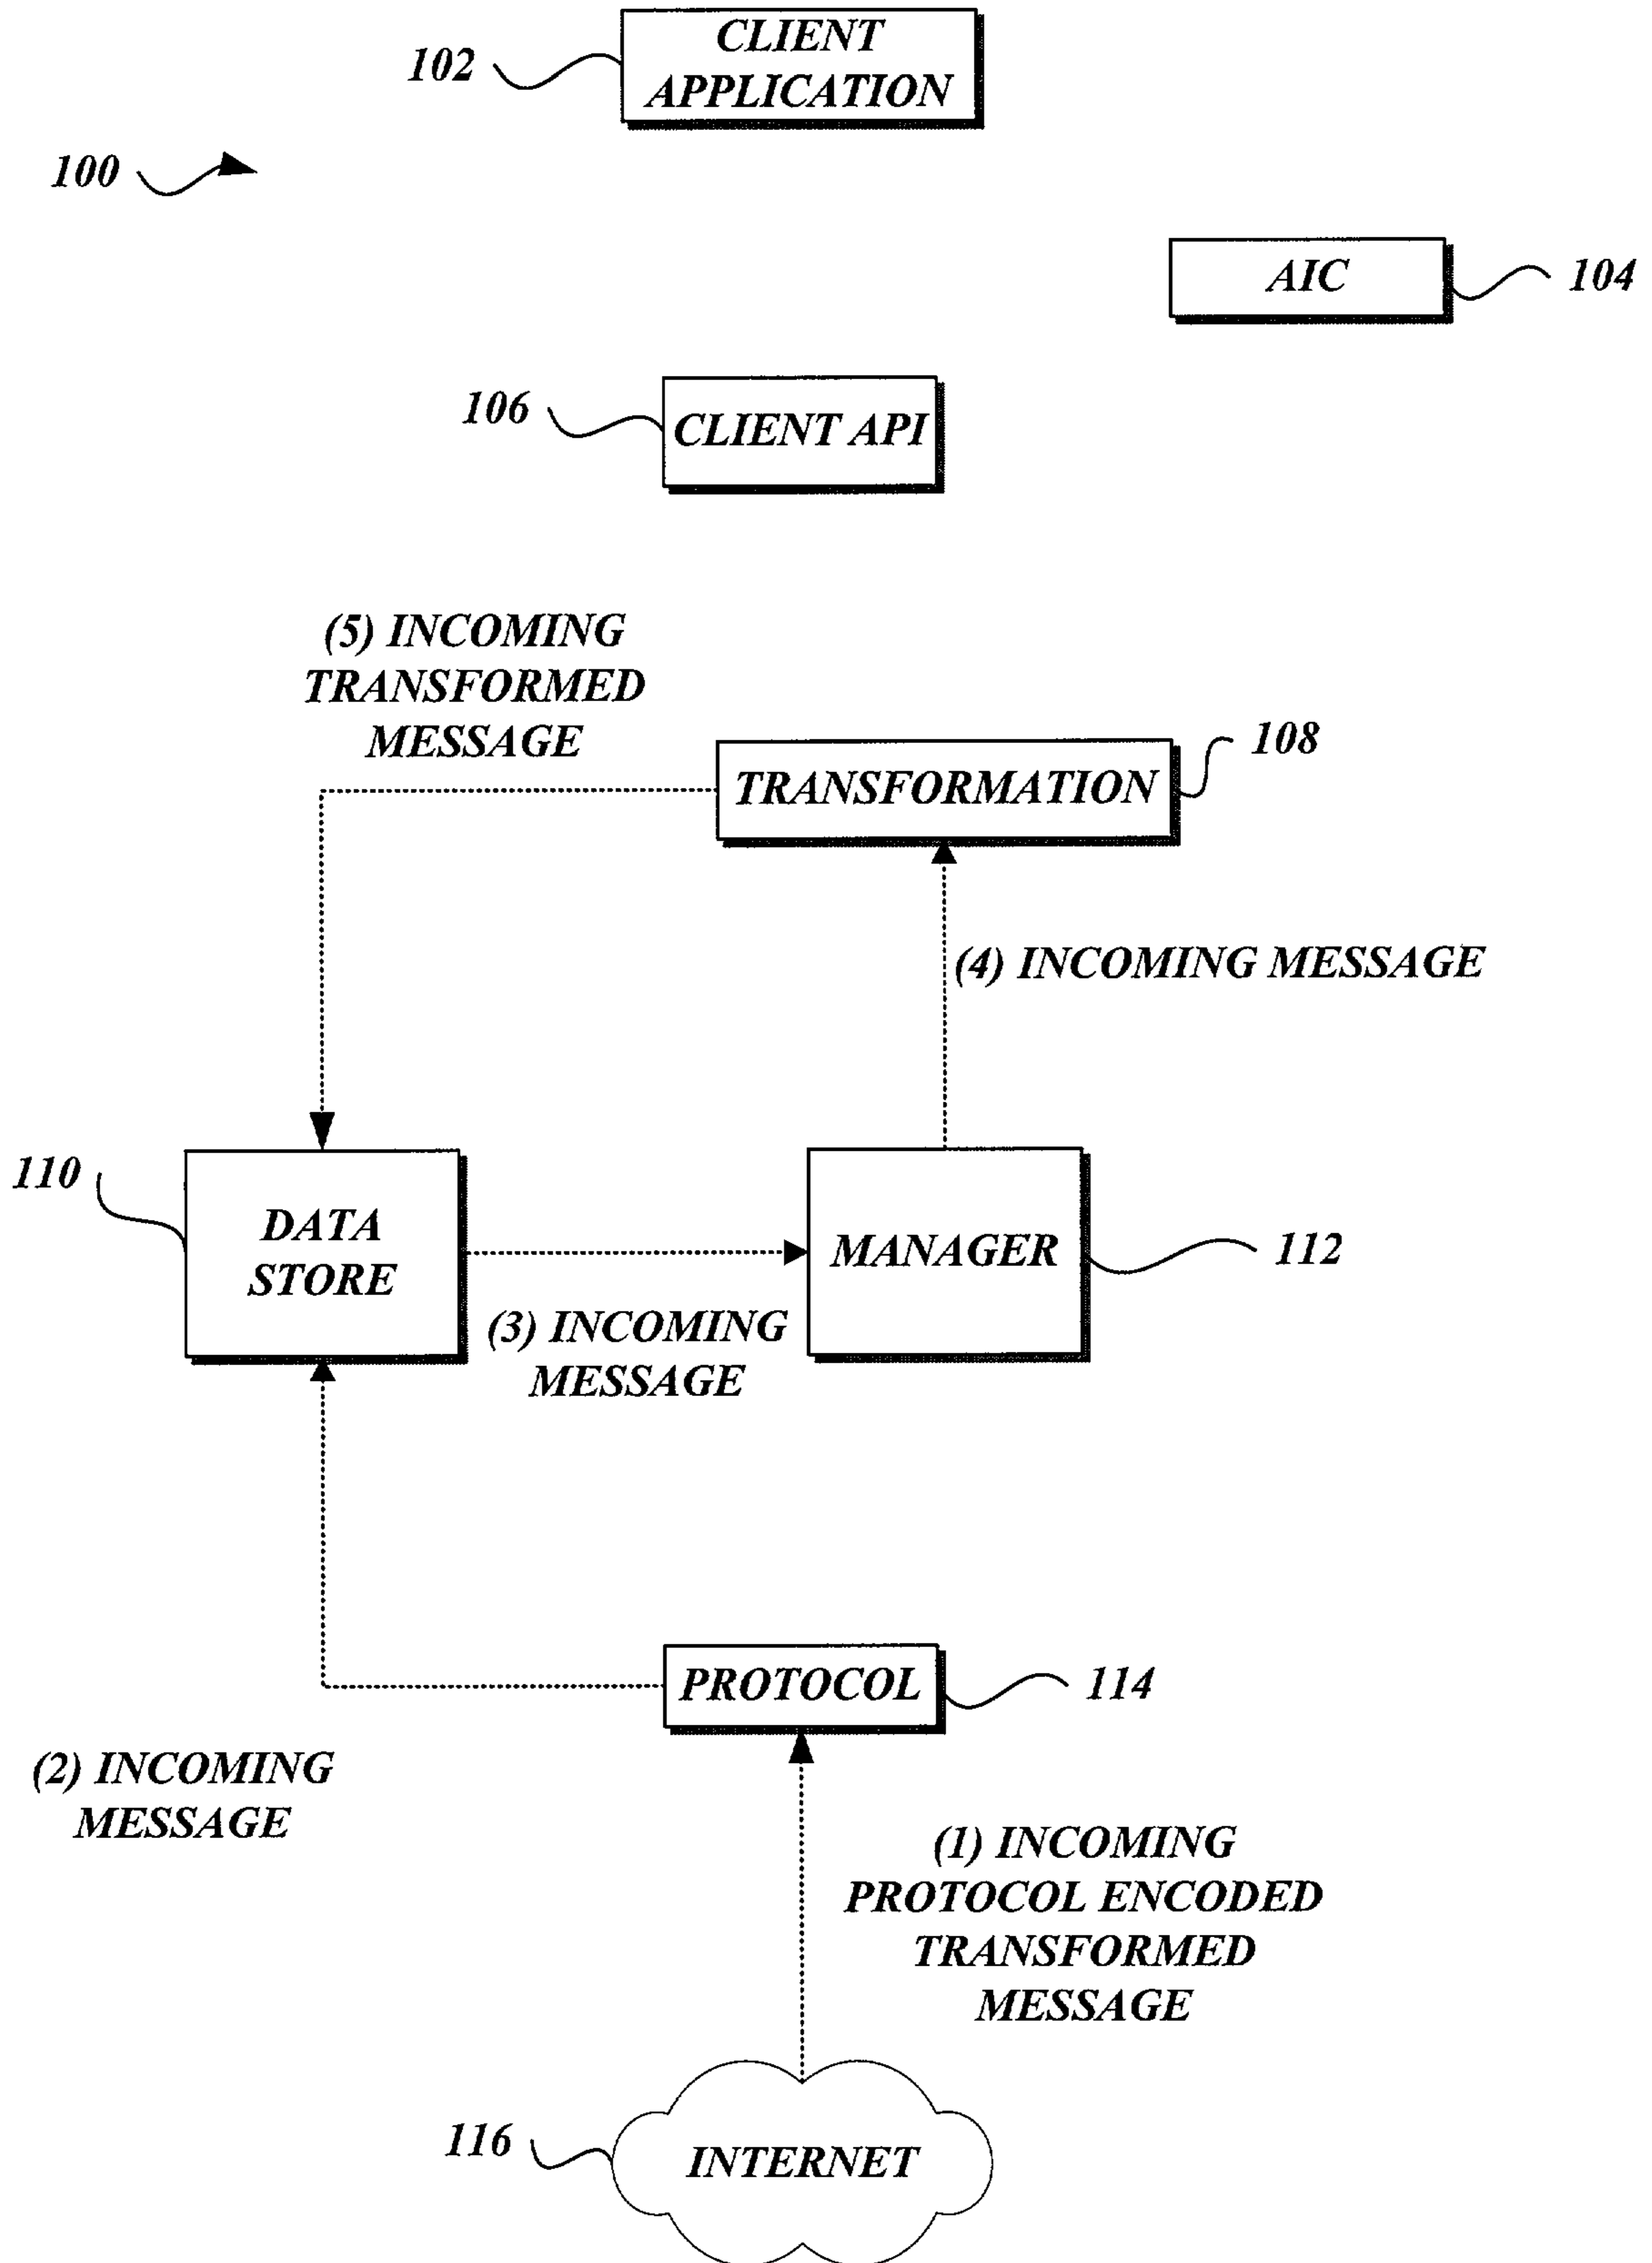 CLIENT
APPLICATION
102
100
AIC
104
106
CLIENT API
(5) INCOMING
TRANSFORMED
MESSAGE
108
TRANSFORMATION
(4) INCOMING MESSAGE
110
DATA
STORE
MANAGER
112
(3) INCOMING
MESSAGE
PROTOCOL
114
(2) INCOMING
MESSAGE
(1) INCOMING
PROTOCOL ENCODED
TRANSFORMED
MESSAGE
116
INTERNET